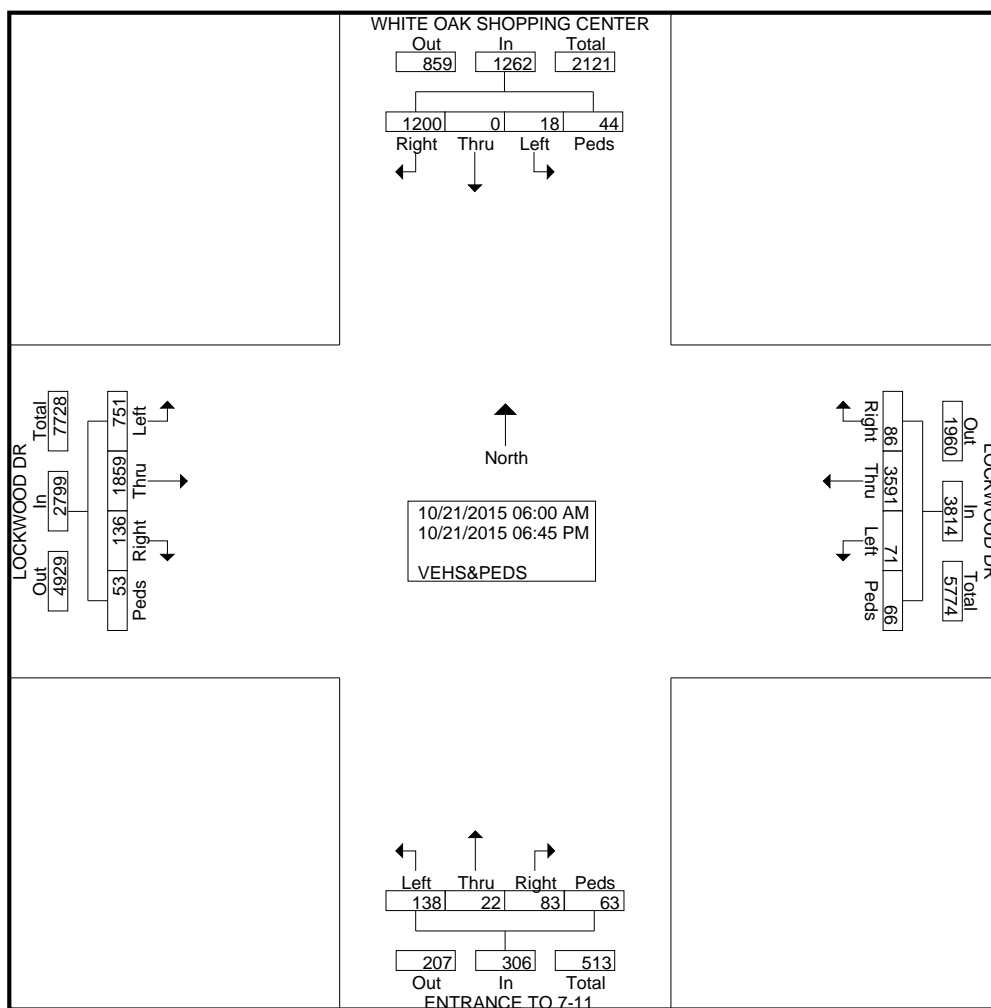 WHITE OAK SHOPPING CENTER
Out In Total
859 1262 2121
1200 0 18 44
Right Thru Left Peds
LOCKWOOD DR
Total In Out
7728 2799 4929
751 1859 136 53
Left Thru Right Peds
North
10/21/2015 06:00 AM
10/21/2015 06:45 PM
VEHS&PEDS
Right Thru Left Peds
86 3591 71 66
Out In Total
1960 3814 5774
LOCKWOOD DR
Left Thru Right Peds
138 22 83 63
207 306 513
Out In Total
ENTRANCE TO 7-11